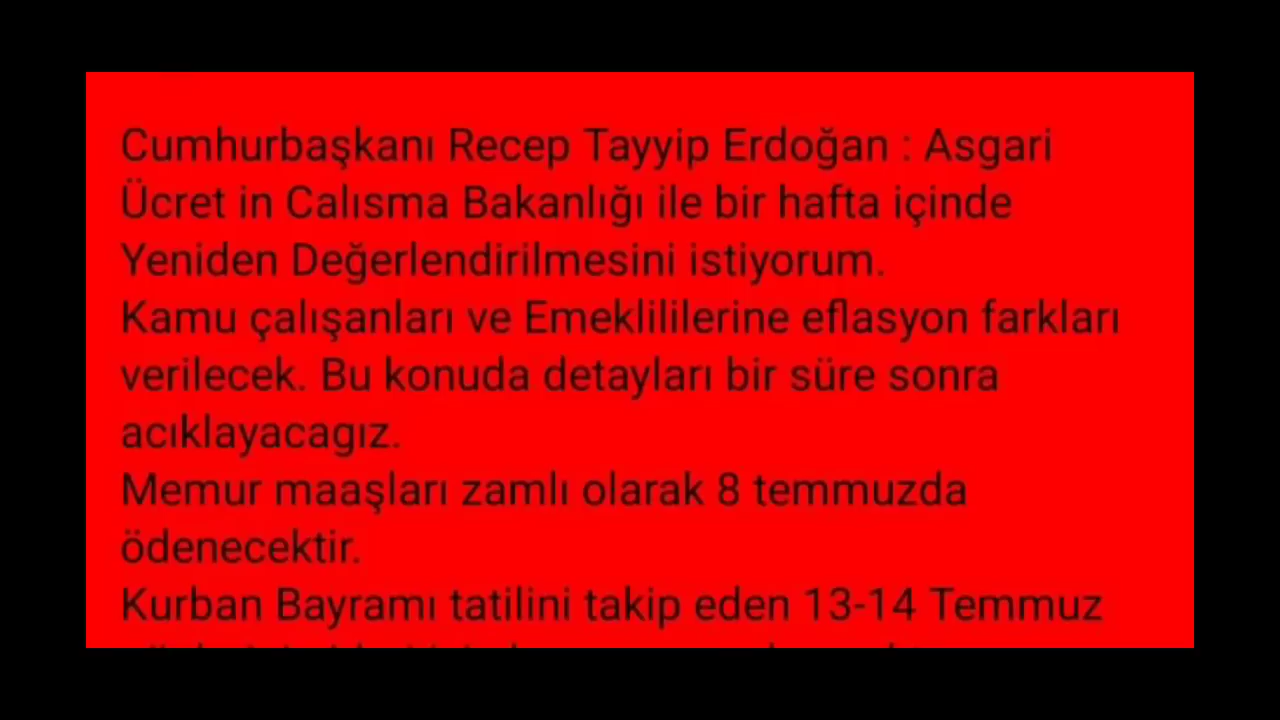 Cumhurbaşkanı Recep Tayyip Erdoğan : Asgari
Ücret in Calısma Bakanlığı ile bir hafta içinde
Yeniden Değerlendirilmesini istiyorum.
Kamu çalışanları ve Emeklililerine eflasyon farkları
verilecek. Bu konuda detayları bir süre sonra
acıklayacagız.
Memur maaşları zamlı olarak 8 temmuzda
ödenecektir.
Kurban Bayramı tatilini takip eden 13-14 Temmuz